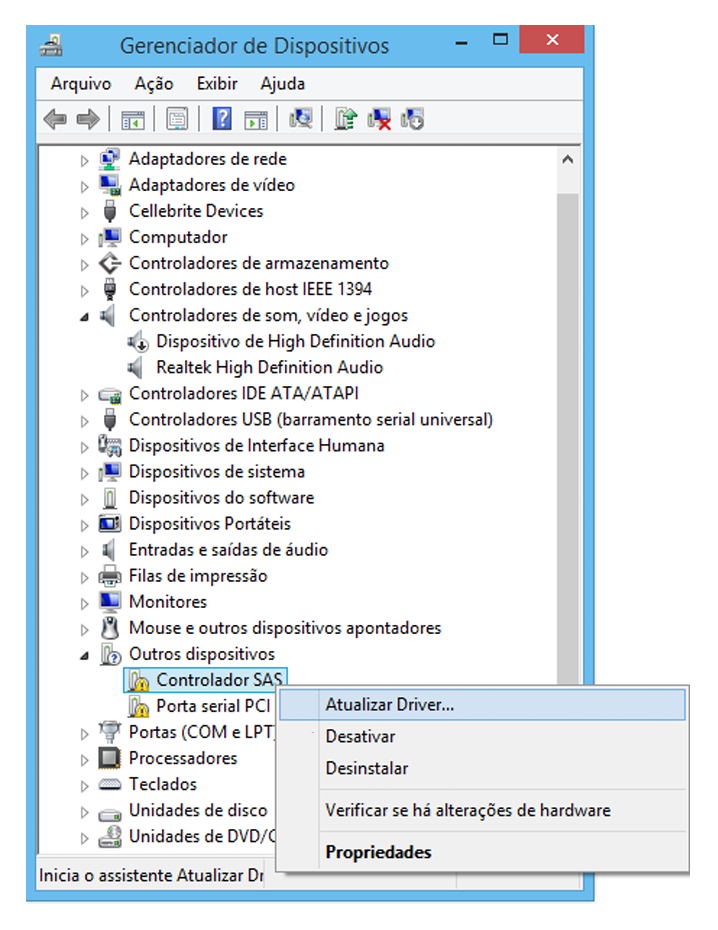 Gerenciador de Dispositivos
Arquivo Ação Exibir Ajuda
Adaptadores de rede
Adaptadores de vídeo
Cellebrite Devices
Computador
Controladores de armazenamento
Controladores de host IEEE 1394
Controladores de som, vídeo e jogos
Dispositivo de High Definition Audio
Realtek High Definition Audio
Controladores IDE ATA/ATAPI
Controladores USB (barramento serial universal)
Dispositivos de Interface Humana
Dispositivos de sistema
Dispositivos do software
Dispositivos Portáteis
Entradas e saídas de áudio
Filas de impressão
Monitores
Mouse e outros dispositivos apontadores
Outros dispositivos
Controlador SAS
Porta serial PCI
Portas (COM e LPT)
Processadores
Teclados
Unidades de disco
Unidades de DVD/C
Atualizar Driver...
Desativar
Desinstalar
Verificar se há alterações de hardware
Propriedades
Inicia o assistente Atualizar Dr